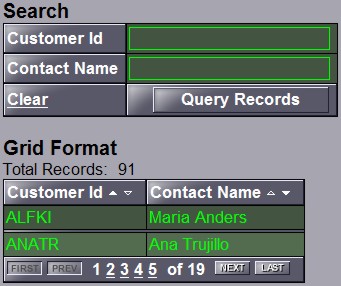 Search
Customer Id
Contact Name
Clear Query Records
Grid Format
Total Records: 91
Customer Id Contact Name
ALFKI Maria Anders
ANATR Ana Trujillo
FIRST PREV 1 2 3 4 5 of 19 NEXT LAST